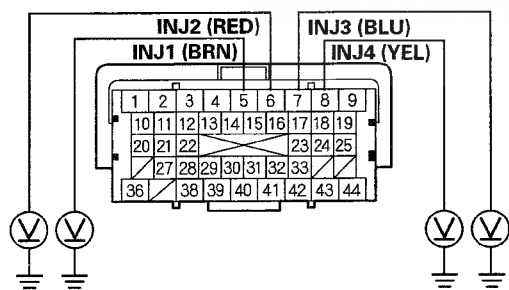 INJ2 (RED) INJ3 (BLU)
INJ1 (BRN) INJ4 (YEL)
1 2 3 4 5 6 7 8 9
10 11 12 13 14 15 16 17 18 19
20 21 22 23 24 25
27 28 29 30 31 32 33
36 38 39 40 41 42 43 44
V V V V